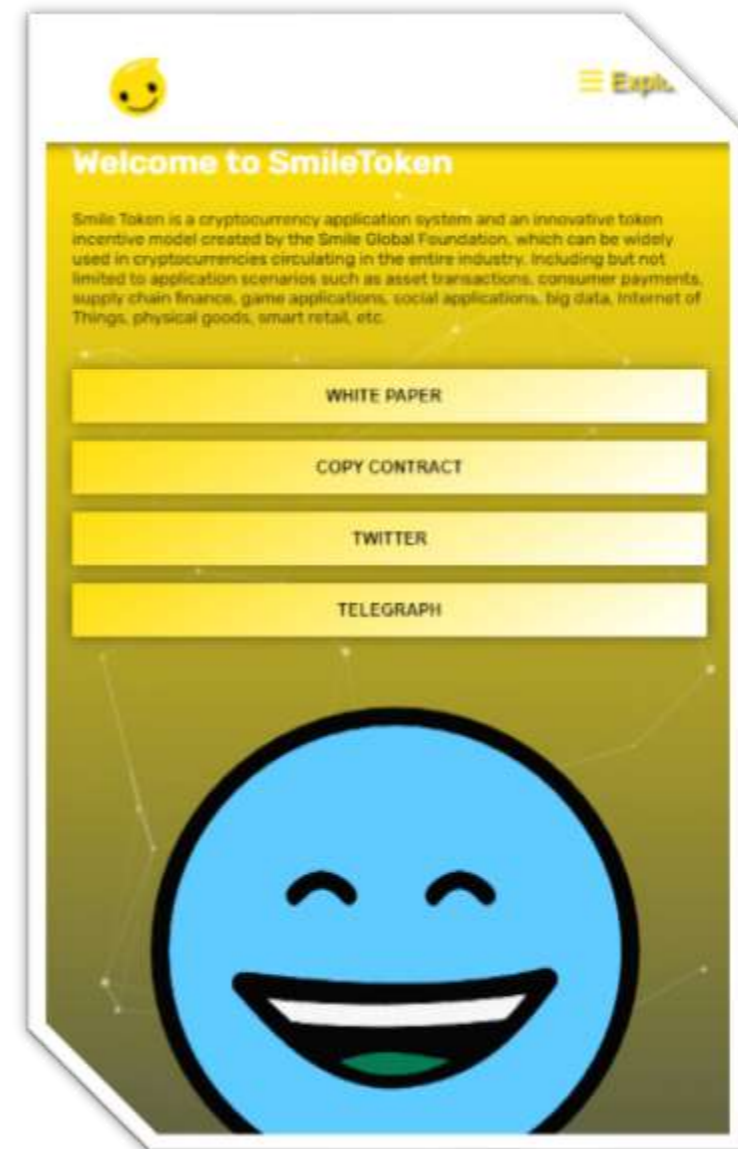 Welcome to SmileToken
Smile Token is a cryptocurrency application system and an innovative token
incentive model created by the Smile Global Foundation, which can be widely
used in cryptocurrencies circulating in the entire industry. Including but not
limited to application scenarios such as asset transactions, consumer payments,
supply chain finance, game applications, social applications, big data, Internet of
Things, physical goods, smart retail, etc.
WHITE PAPER
COPY CONTRACT
TWITTER
TELEGRAPH